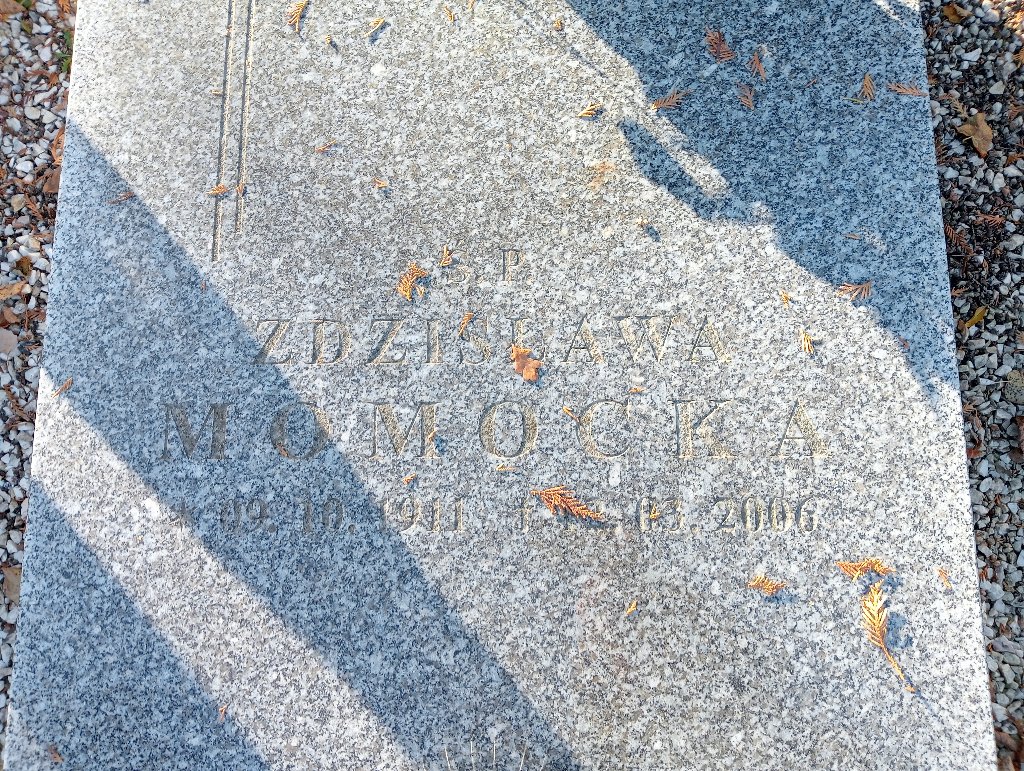 Ś. P.
ZDZISŁAWA
MOMOCKA
* 09. 10. 1911 † 03. 2006